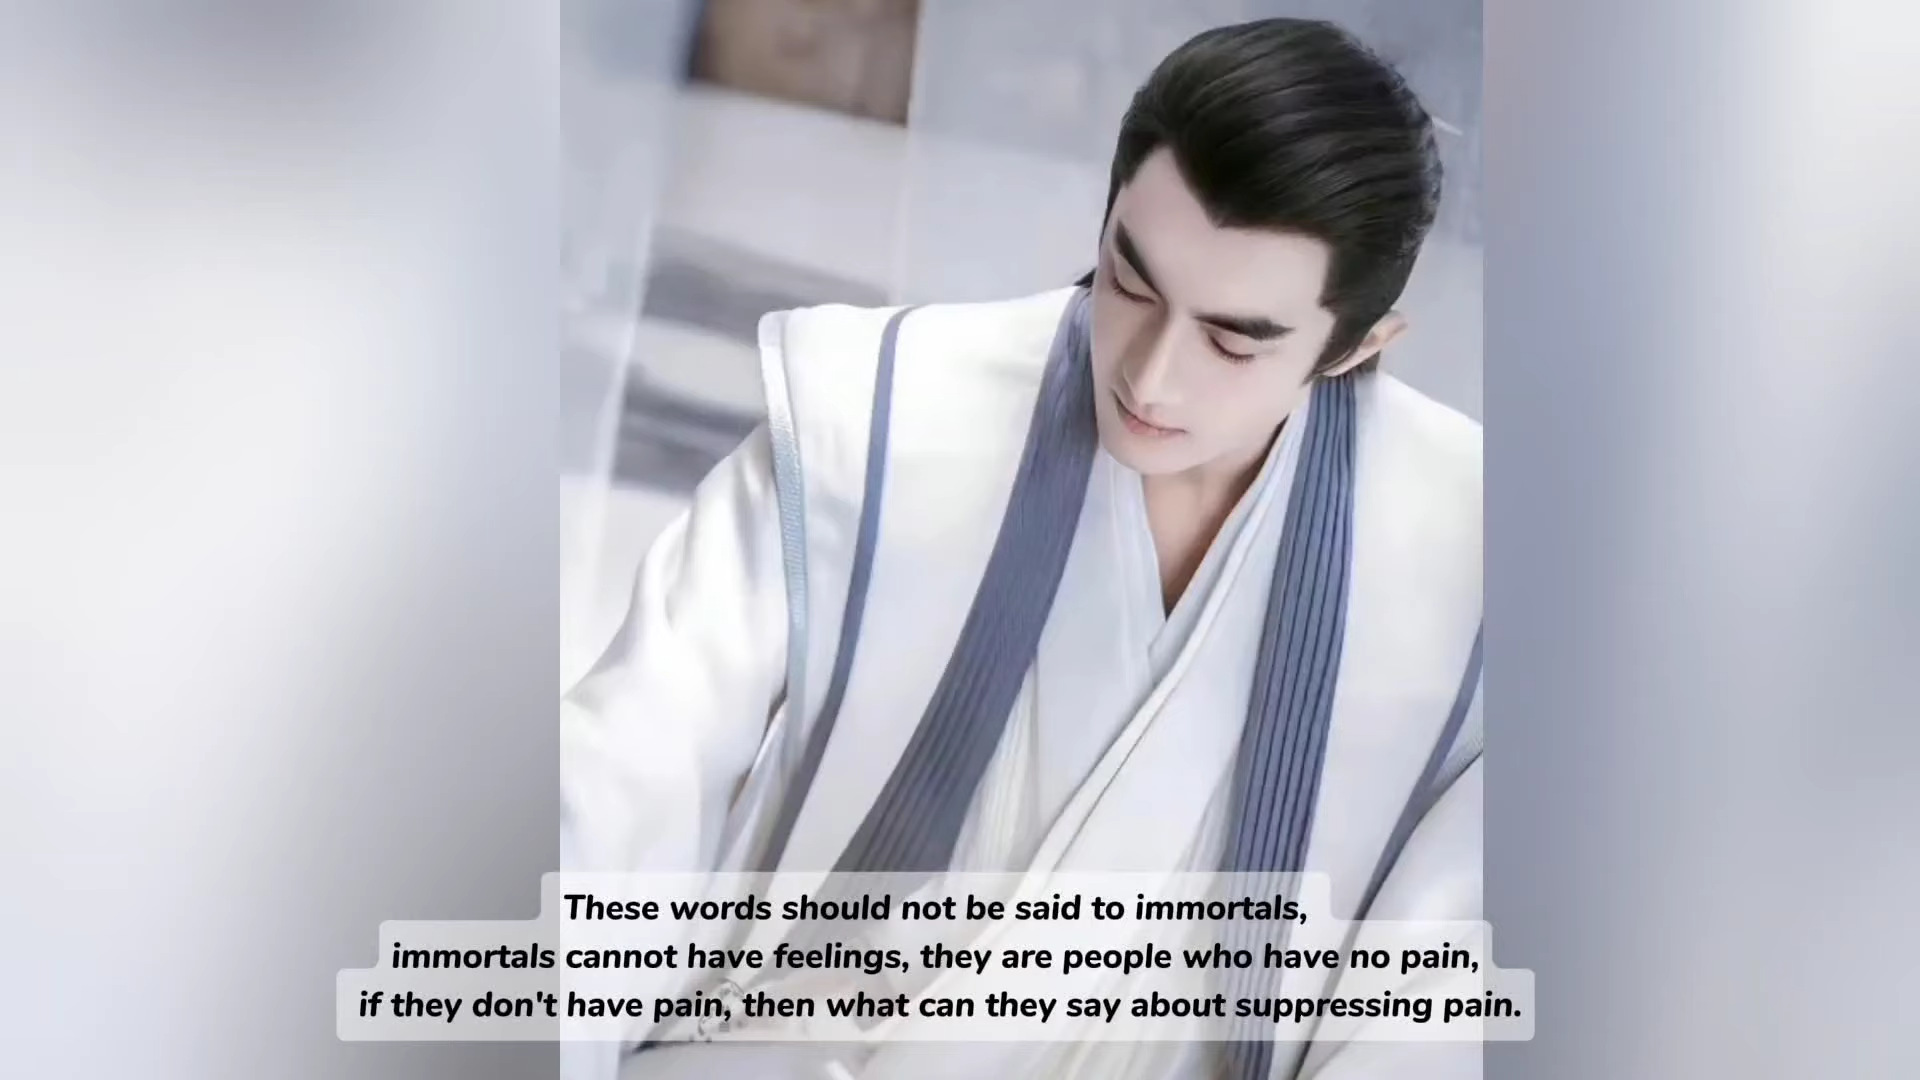 These words should not be said to immortals,
immortals cannot have feelings, they are people who have no pain,
if they don't have pain, then what can they say about suppressing pain.